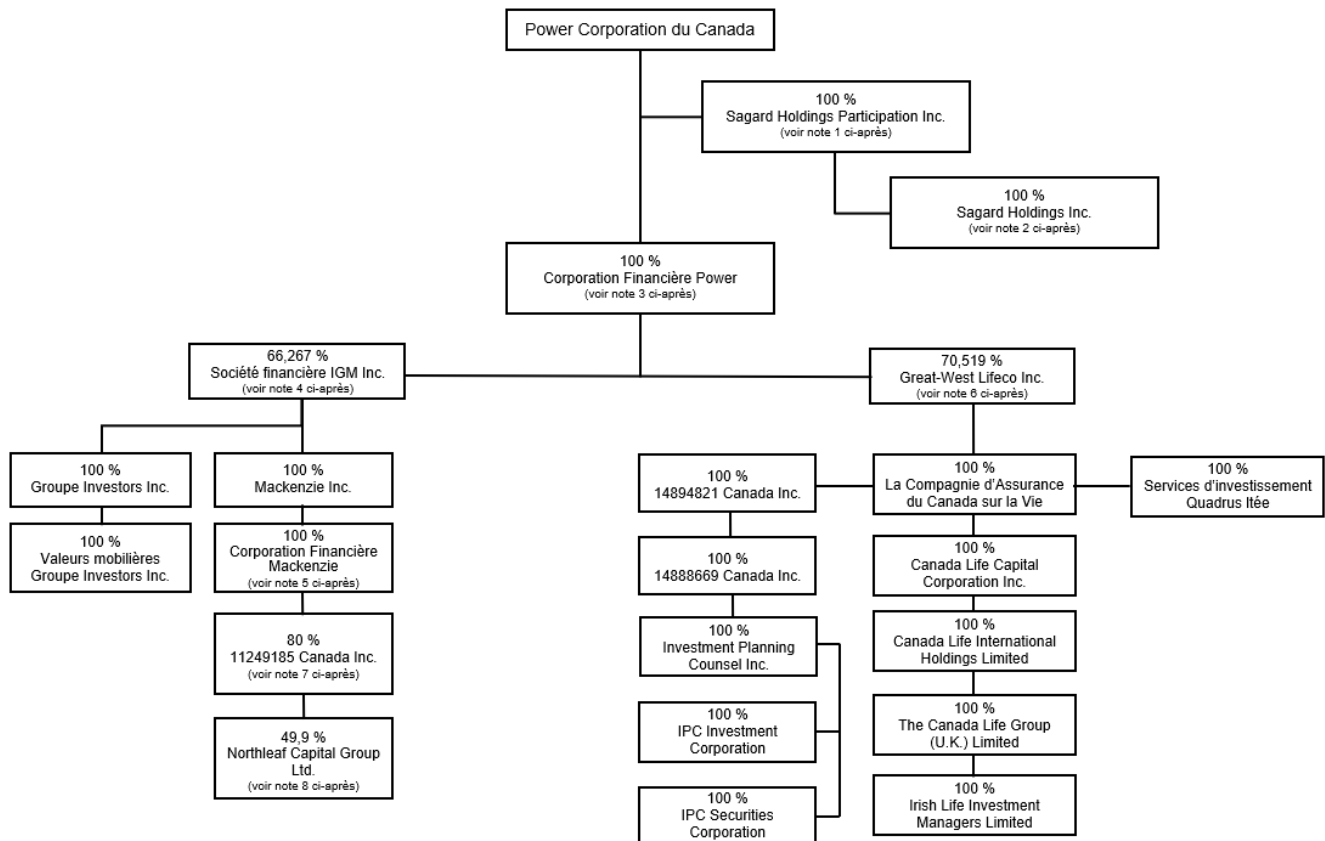 Power Corporation du Canada
100 %
Sagard Holdings Participation Inc.
(voir note 1 ci-après)
100 %
Sagard Holdings Inc.
(voir note 2 ci-après)
100 %
Corporation Financière Power
(voir note 3 ci-après)
66,267 %
Société financière IGM Inc.
(voir note 4 ci-après)
70,519 %
Great-West Lifeco Inc.
(voir note 6 ci-après)
100 %
Groupe Investors Inc.
100 %
Mackenzie Inc.
100 %
14894821 Canada Inc.
100 %
La Compagnie d'Assurance
du Canada sur la Vie
100 %
Services d'investissement
Quadrus ltée
100 %
Valeurs mobilières
Groupe Investors Inc.
100 %
Corporation Financière
Mackenzie
(voir note 5 ci-après)
100 %
14888669 Canada Inc.
100 %
Canada Life Capital
Corporation Inc.
80 %
11249185 Canada Inc.
(voir note 7 ci-après)
100 %
Investment Planning
Counsel Inc.
100 %
Canada Life International
Holdings Limited
49,9 %
Northleaf Capital Group
Ltd.
(voir note 8 ci-après)
100 %
IPC Investment
Corporation
100 %
The Canada Life Group
(U.K.) Limited
100 %
IPC Securities
Corporation
100 %
Irish Life Investment
Managers Limited